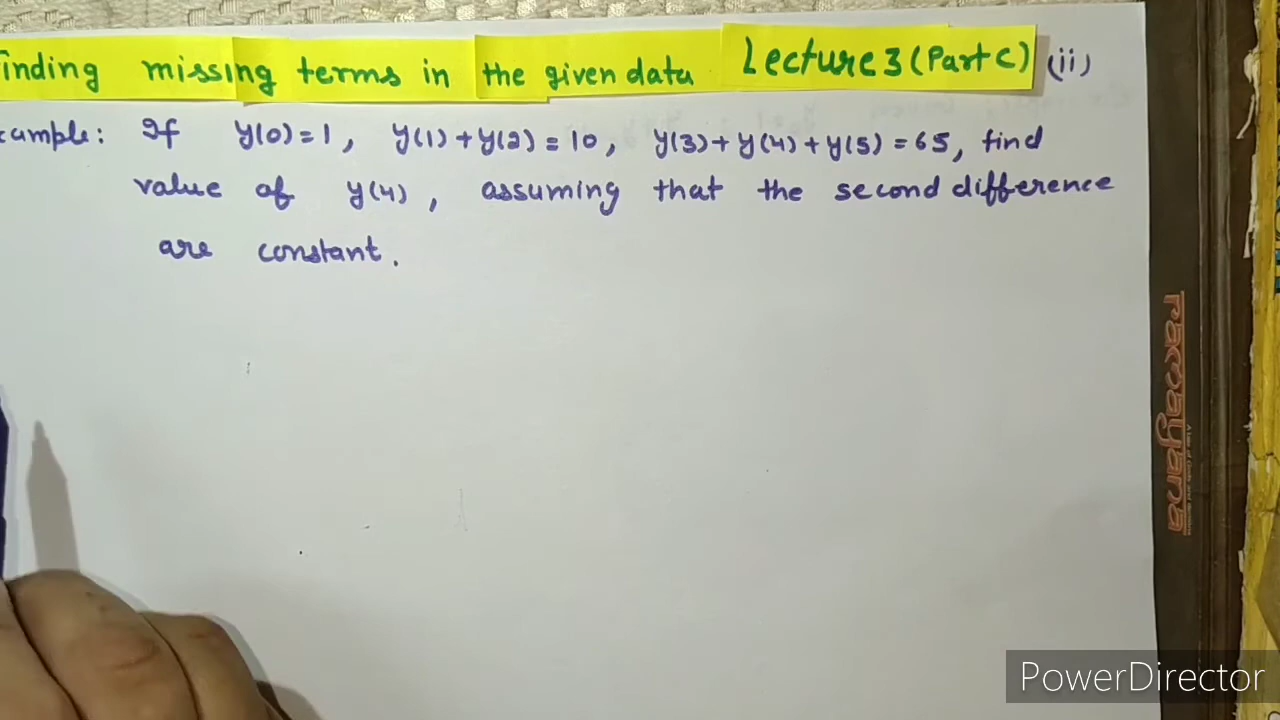 inding missing terms in the given data Lecture 3 (Part C) (ii)
xample: If y(0)=1, y(1)+y(2)=10, y(3)+y(4)+y(5)=65, find
value of y(4), assuming that the second difference
are constant.
Pacosayana
PowerDirector